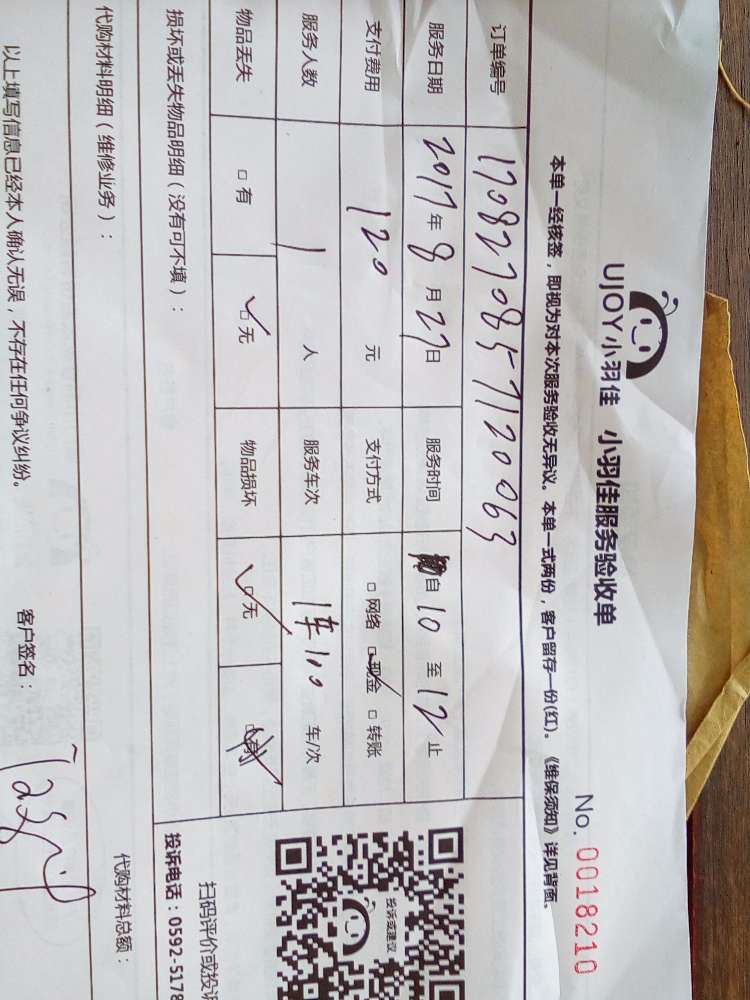 UJOY小羽佳 小羽佳服务验收单
No. 0018210
本单一经核签，即视为对本次服务验收无异议。本单一式两份，客户留存一份(红)。《维保须知》详见背面。
订单编号 1708270857120063
服务日期 2017年8月27日 服务时间 自10至12止
支付费用 120 元 支付方式 □网络 □现金 □转账
服务人数 1 人 服务车次 1车100 车/次
物品丢失 □有 □无 物品损坏 □无 □有
损坏或丢失物品明细（没有可不填）：
代购材料明细（维修业务）：
代购材料总额：
以上填写信息已经本人确认无误，不存在任何争议纠纷。
客户签名：
投诉或建议
扫码评价或投诉
投诉电话：0592-5178